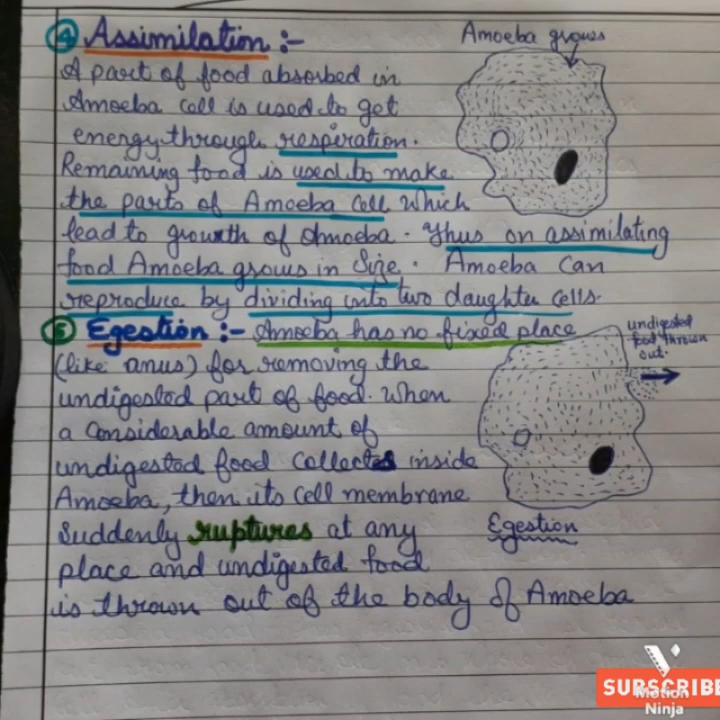 ④ Assimilation :-
Amoeba grows
A part of food absorbed in
Amoeba cell is used to get
energy through respiration.
Remaining food is used to make
the parts of Amoeba cell which
lead to growth of Amoeba. Thus on assimilating
food Amoeba grows in Size. Amoeba Can
reproduce by dividing into two daughter cells.
⑤ Egestion :- Amoeba has no fixed place
undigested
food thrown
out.
(like anus) for removing the
undigested part of food. When
a Considerable amount of
undigested food Collects inside
Amoeba, then its cell membrane
Suddenly ruptures at any
Egestion
place and undigested food
is thrown out of the body of Amoeba
SUBSCRIBE
Motion
Ninja